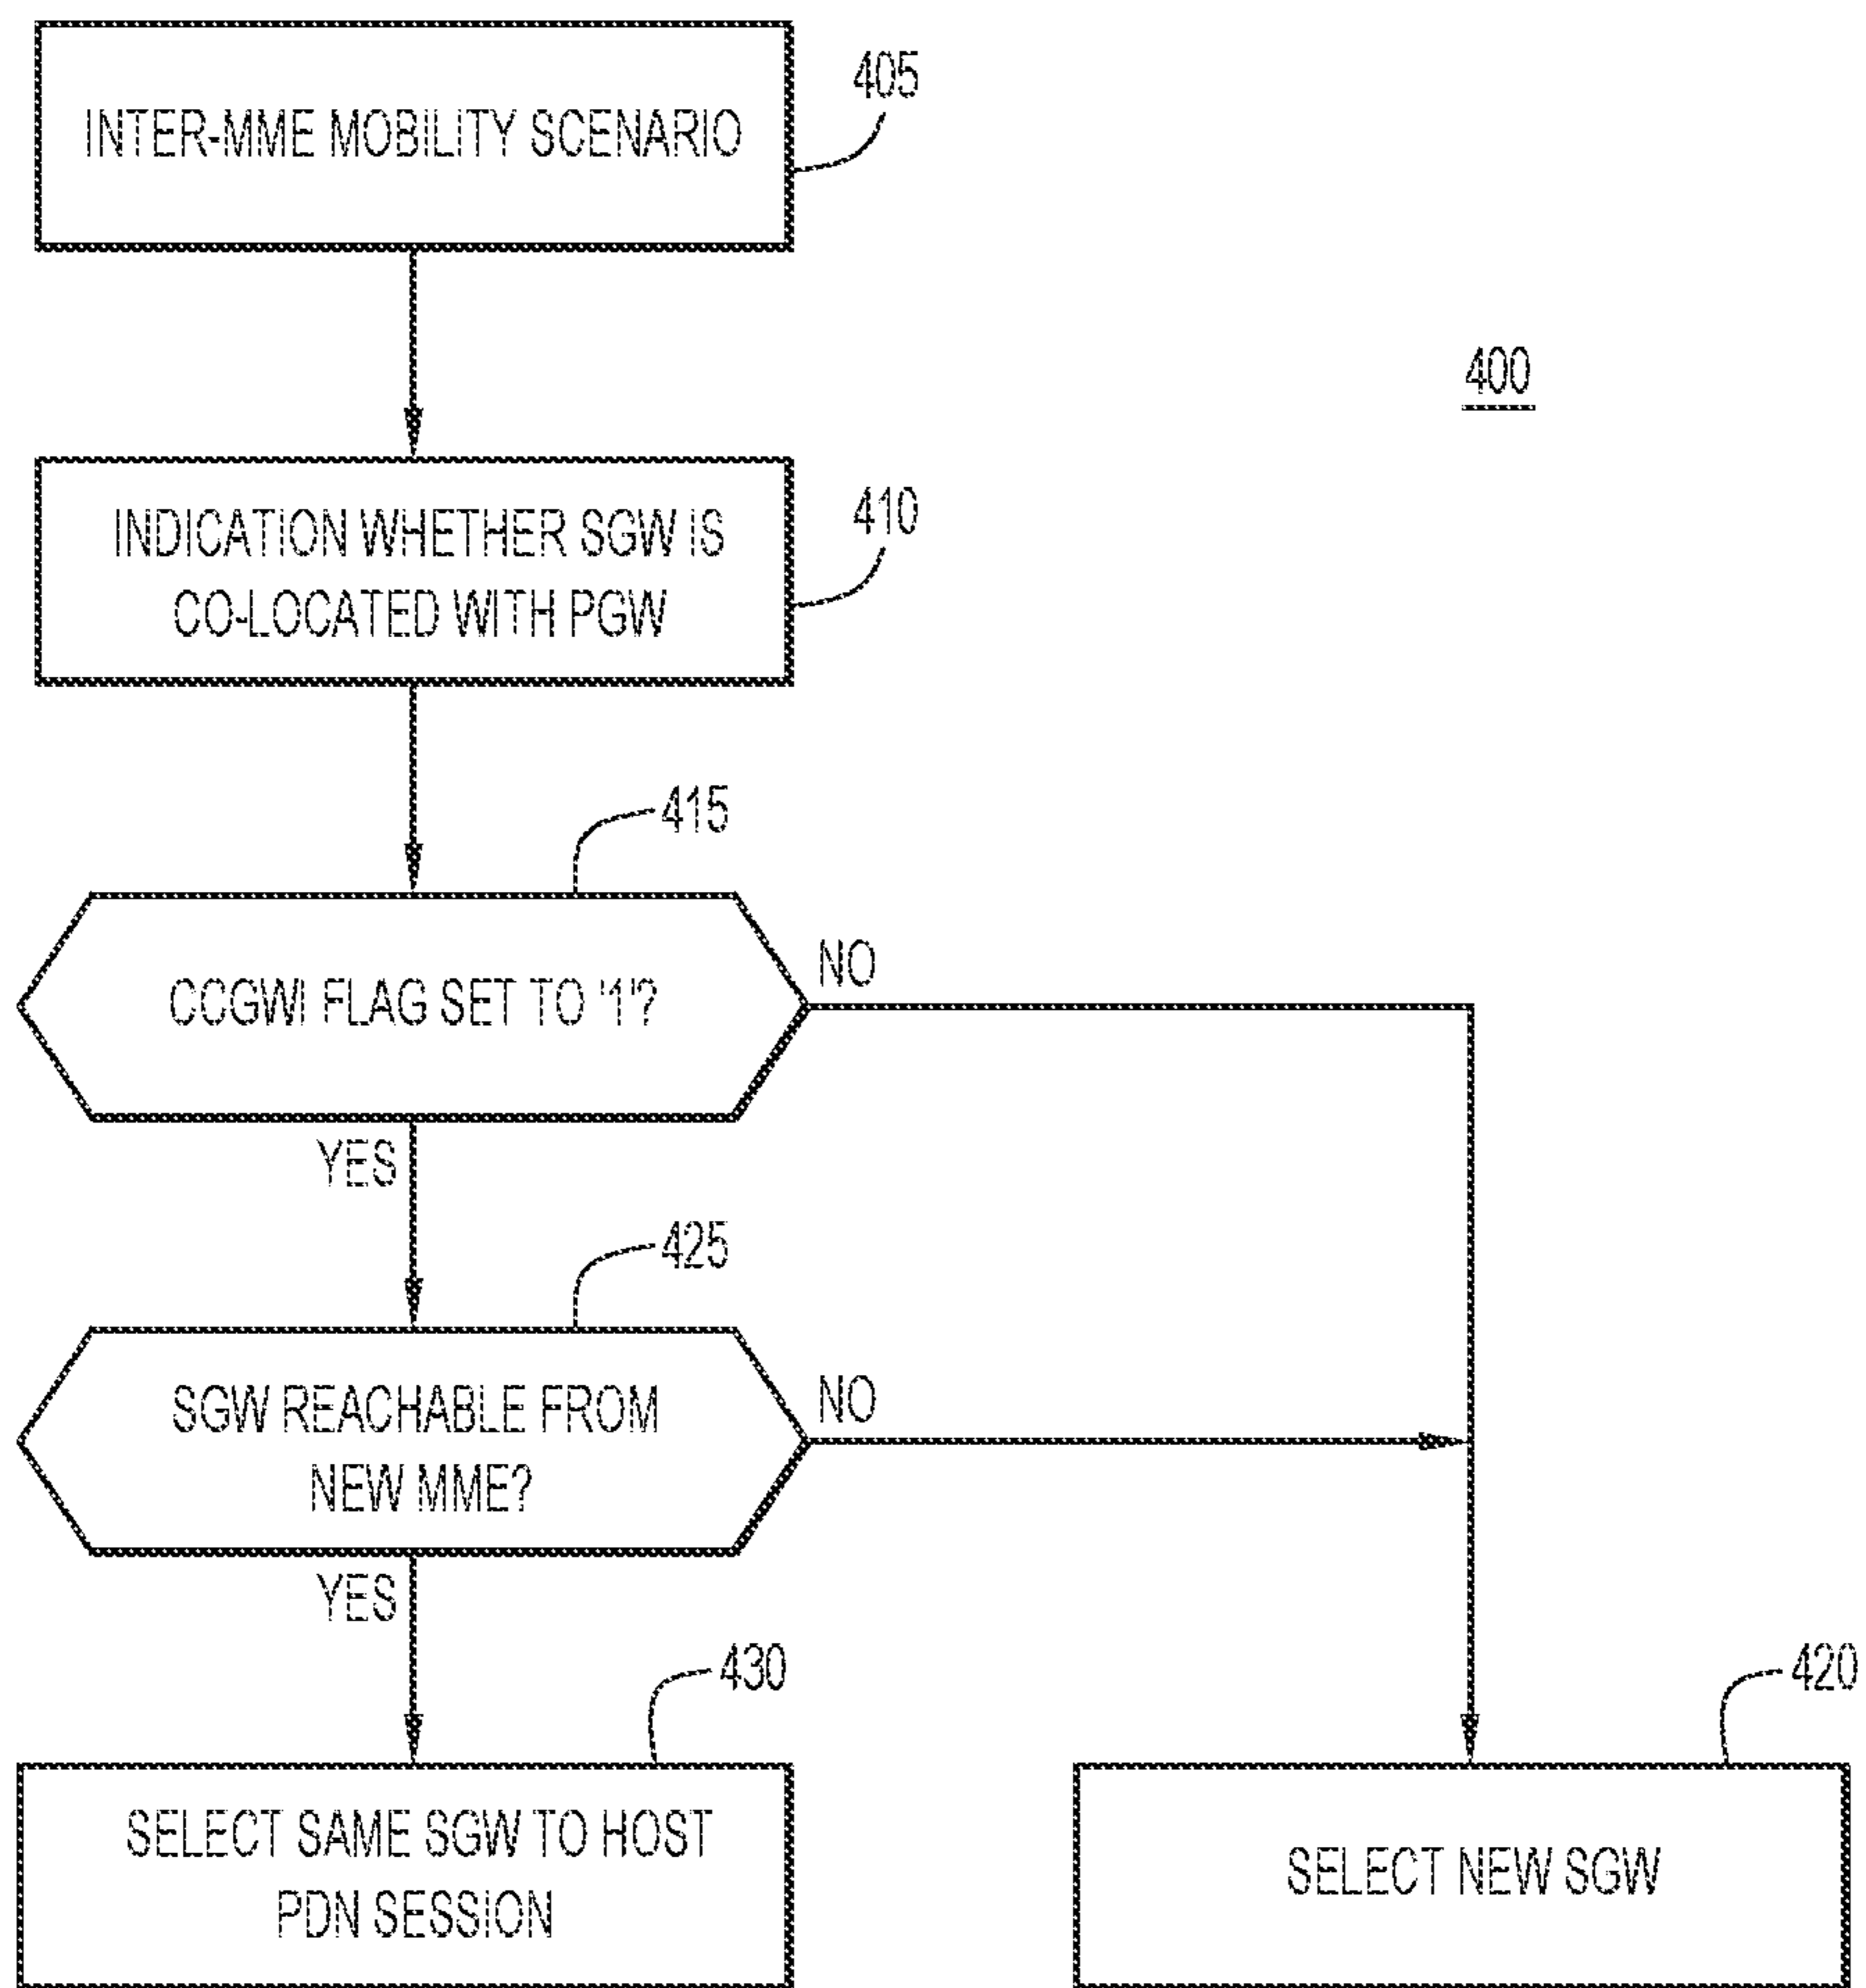 INTER-MME MOBILITY SCENARIO
405
400
INDICATION WHETHER SGW IS
CO-LOCATED WITH PGW
410
415
CCGWI FLAG SET TO '1'?
NO
YES
425
SGW REACHABLE FROM
NEW MME?
NO
YES
430
SELECT SAME SGW TO HOST
PDN SESSION
420
SELECT NEW SGW